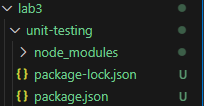 lab3
unit-testing
node_modules
{} package-lock.json U
{} package.json U